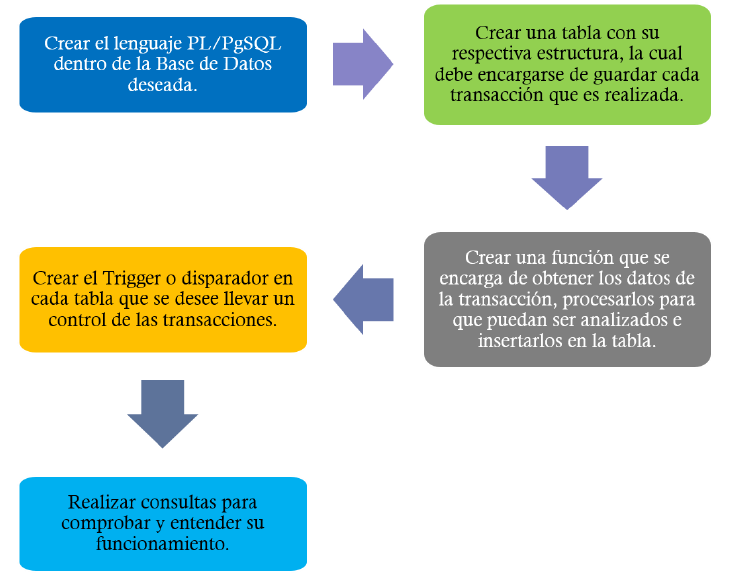 Crear el lenguaje PL/PgSQL
dentro de la Base de Datos
deseada.
Crear una tabla con su
respectiva estructura, la cual
debe encargarse de guardar cada
transacción que es realizada.
Crear una función que se
encarga de obtener los datos de
la transacción, procesarlos para
que puedan ser analizados e
insertarlos en la tabla.
Crear el Trigger o disparador en
cada tabla que se desee llevar un
control de las transacciones.
Realizar consultas para
comprobar y entender su
funcionamiento.